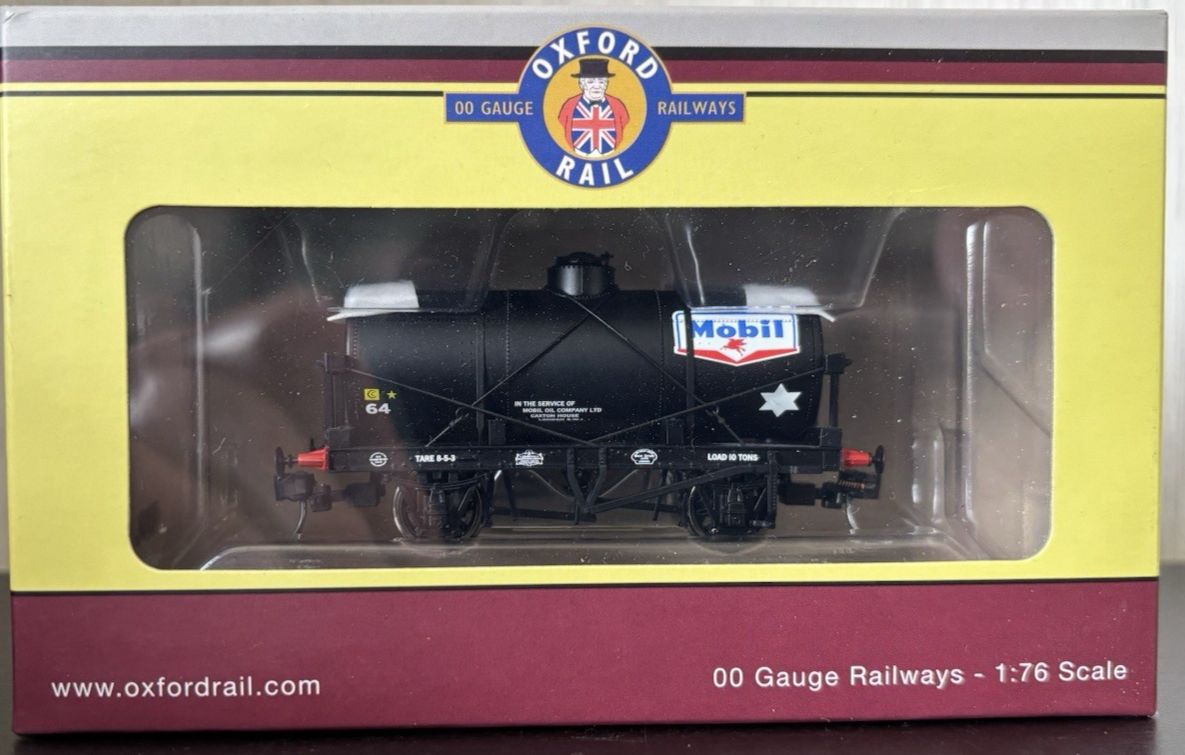 OXFORD
00 GAUGE RAILWAYS
RAIL
Mobil
64
IN THE SERVICE OF
MOBIL OIL COMPANY LTD
CAXTON HOUSE
TARE 8-5-3
LOAD 10 TONS
www.oxfordrail.com
00 Gauge Railways - 1:76 Scale